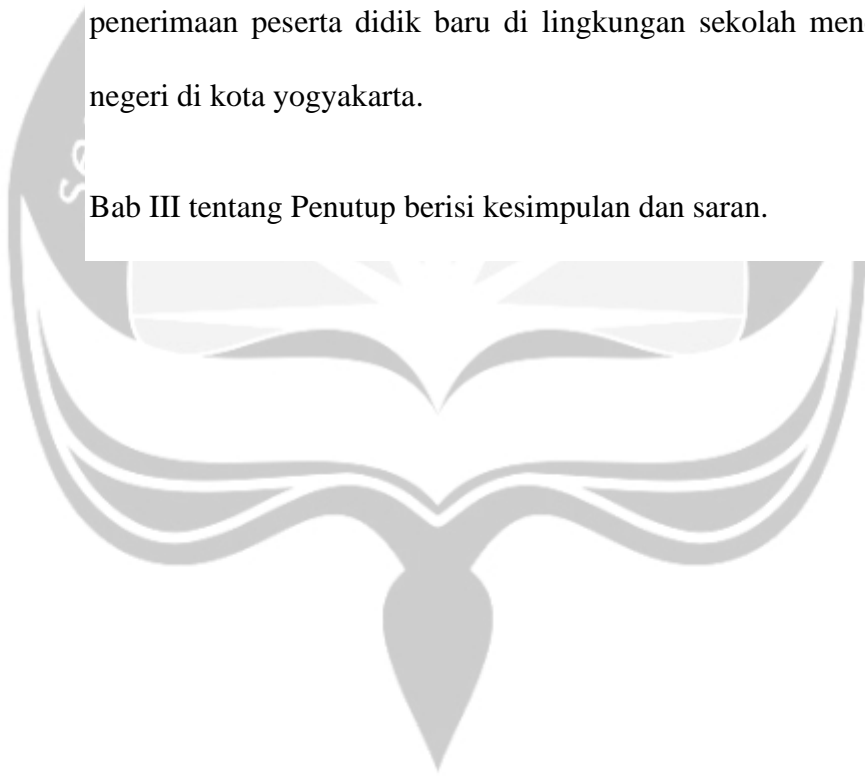 penerimaan peserta didik baru di lingkungan sekolah men
negeri di kota yogyakarta.
Bab III tentang Penutup berisi kesimpulan dan saran.